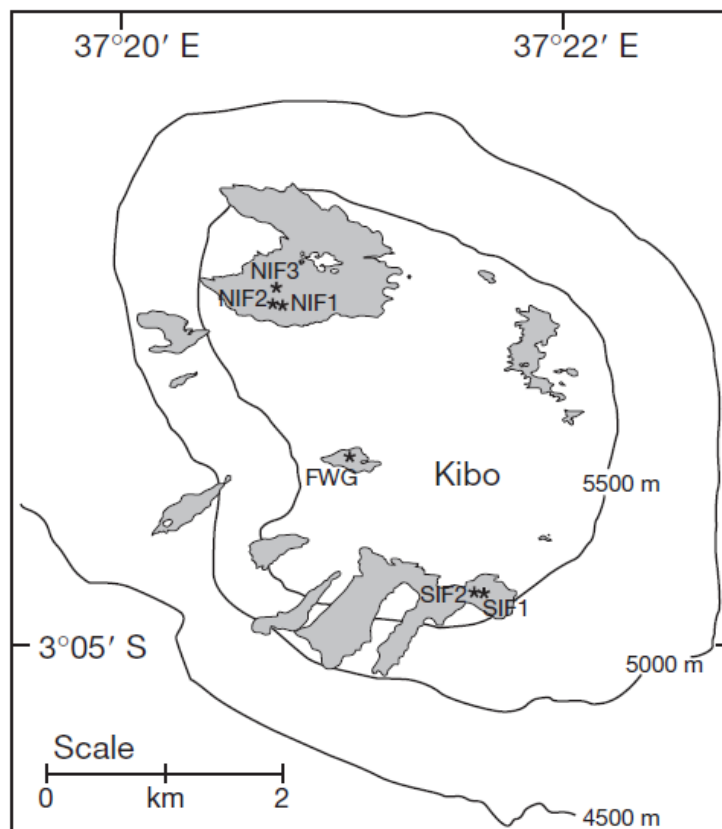 37°20′ E
37°22′ E
NIF3
NIF2
NIF1
FWG
Kibo
5500 m
SIF2
SIF1
3°05′ S
5000 m
Scale
0
km
2
4500 m